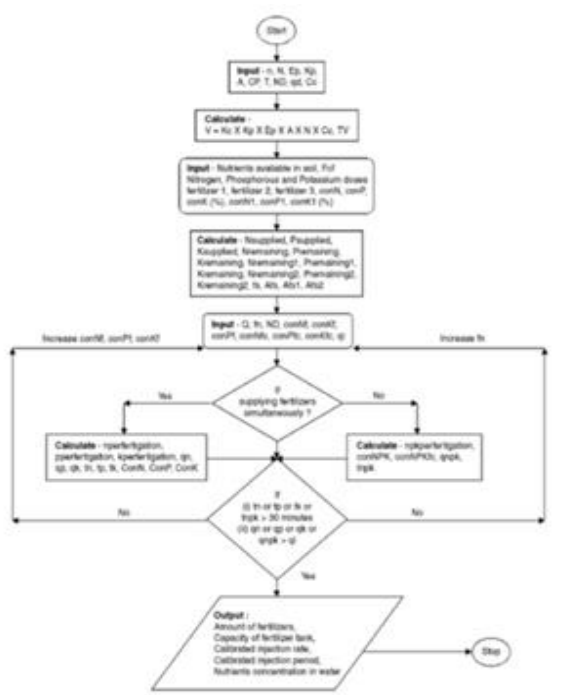 Start
Input - n, N, Ep, Kp,
A, CP, T, ND, qd, Cc
Calculate -
V = Kc X Kp X Ep X A X N X Cc, TV
Input - Nutrients available in soil, Fof
Nitrogen, Phosphorous and Potassium doses
fertilizer 1, fertilizer 2, fertilizer 3, conN, conP,
conK (%), conN1, conP1, conK1 (%)
Calculate - Nsupplied, Psupplied,
Ksupplied, Nremaining, Premaining,
Kremaining, Nremaining1, Premaining1,
Kremaining, Nremaining2, Premaining2,
Kremaining2, ts, Afs, Afs1, Afs2
Input - Q, fn, ND, conNf, conKf,
conPf, conNfc, conPfc, conKfc, qi
Increase conNf, conPf, conKf
Increase fn
If
supplying fertilizers
simultaneously ?
Yes
No
Calculate - nperfertigation,
pperfertigation, kperfertigation, qn,
qp, qk, tn, tp, tk, ConN, ConP, ConK
Calculate - npkperfertigation,
conNPK, conNPKfc, qnpk,
tnpk
If
(i) tn or tp or tk or
tnpk > 30 minutes
(ii) qn or qp or qk or
qnpk > qi
No
No
Yes
Output :
Amount of fertilizers,
Capacity of fertilizer tank,
Calibrated injection rate,
Calibrated injection period,
Nutrients concentration in water
Stop